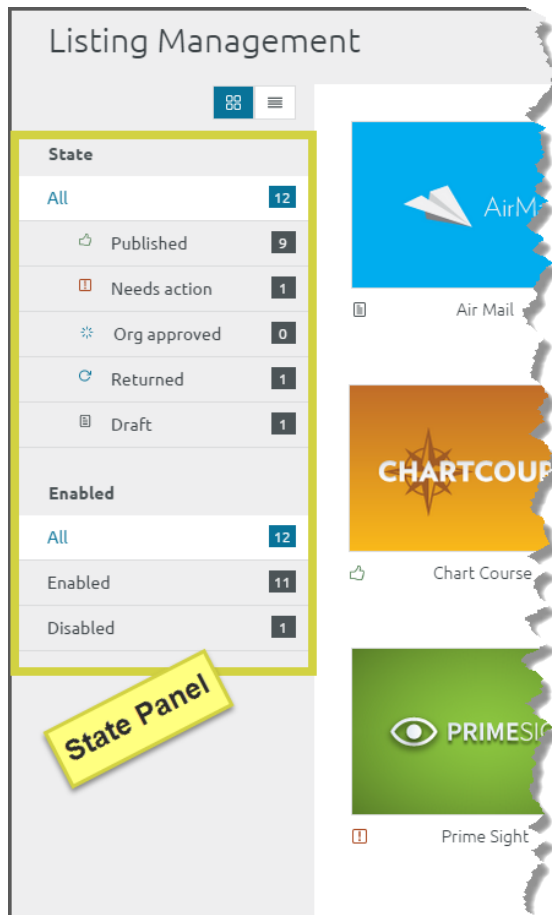 Listing Management
State
All 12
Published 9
Needs action 1
Org approved 0
Returned 1
Draft 1
Enabled
All 12
Enabled 11
Disabled 1
State Panel
AirM
Air Mail
CHARTCOUR
Chart Course
PRIMESI
Prime Sight